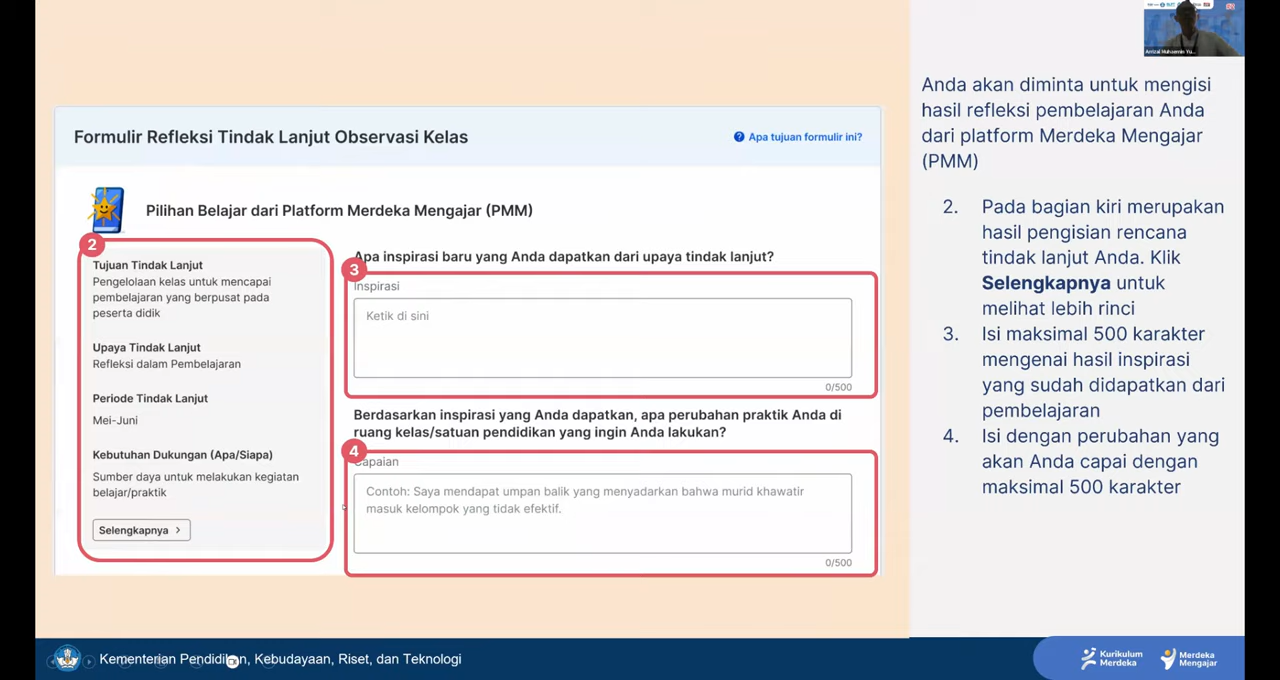 Formulir Refleksi Tindak Lanjut Observasi Kelas
Apa tujuan formulir ini?
Pilihan Belajar dari Platform Merdeka Mengajar (PMM)
2
Tujuan Tindak Lanjut
Pengelolaan kelas untuk mencapai
pembelajaran yang berpusat pada
peserta didik
Upaya Tindak Lanjut
Refleksi dalam Pembelajaran
Periode Tindak Lanjut
Mei-Juni
Kebutuhan Dukungan (Apa/Siapa)
Sumber daya untuk melakukan kegiatan
belajar/praktik
Selengkapnya
Apa inspirasi baru yang Anda dapatkan dari upaya tindak lanjut?
3
Inspirasi
Ketik di sini
0/500
Berdasarkan inspirasi yang Anda dapatkan, apa perubahan praktik Anda di
ruang kelas/satuan pendidikan yang ingin Anda lakukan?
4
Capaian
Contoh: Saya mendapat umpan balik yang menyadarkan bahwa murid khawatir
masuk kelompok yang tidak efektif.
0/500
Anda akan diminta untuk mengisi
hasil refleksi pembelajaran Anda
dari platform Merdeka Mengajar
(PMM)
2. Pada bagian kiri merupakan
hasil pengisian rencana
tindak lanjut Anda. Klik
Selengkapnya untuk
melihat lebih rinci
3. Isi maksimal 500 karakter
mengenai hasil inspirasi
yang sudah didapatkan dari
pembelajaran
4. Isi dengan perubahan yang
akan Anda capai dengan
maksimal 500 karakter
Kementerian Pendidikan, Kebudayaan, Riset, dan Teknologi
Kurikulum
Merdeka
Merdeka
Mengajar